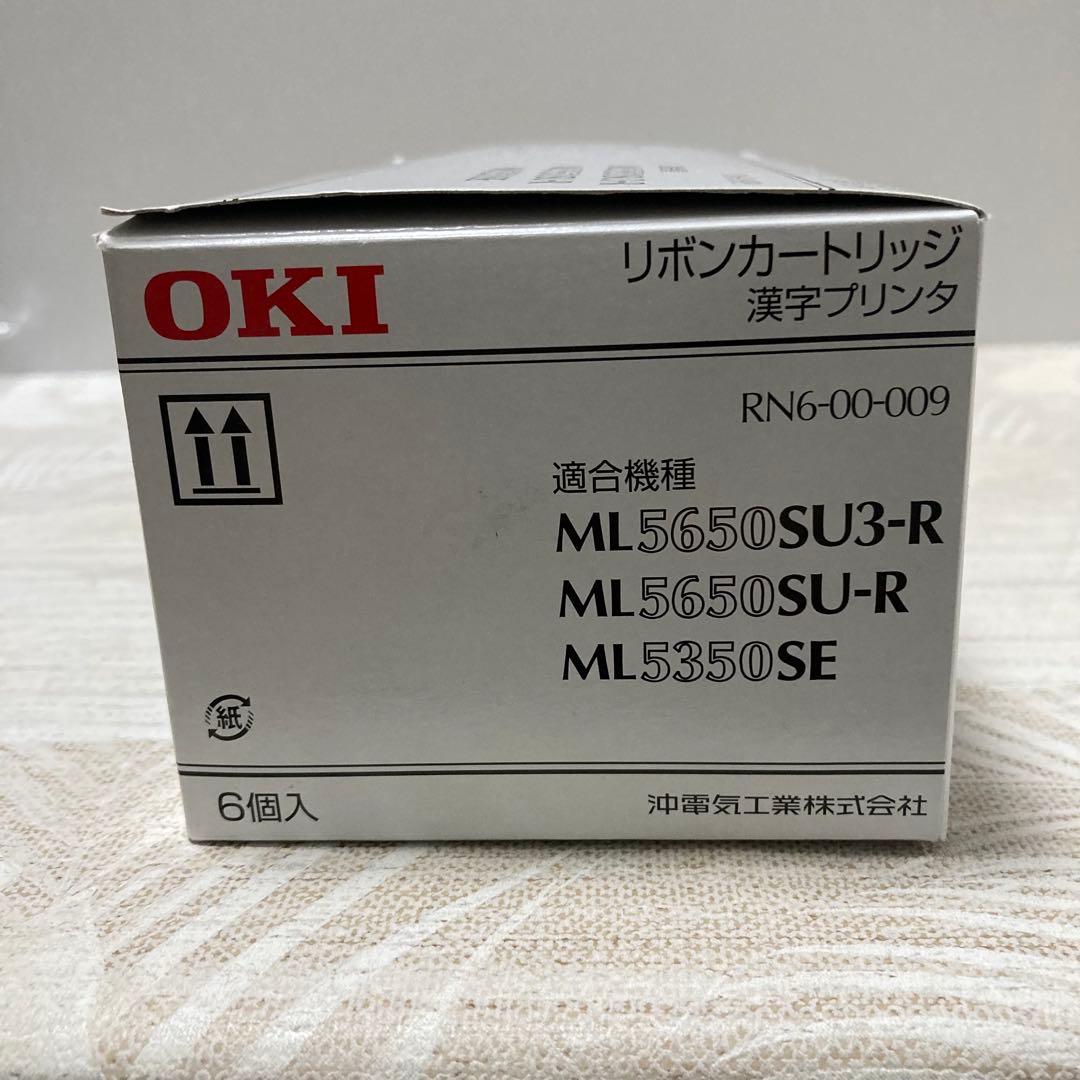 OKI
リボンカートリッジ
漢字プリンタ
RN6-00-009
適合機種
ML5650SU3-R
ML5650SU-R
ML5350SE
紙
6個入
沖電気工業株式会社